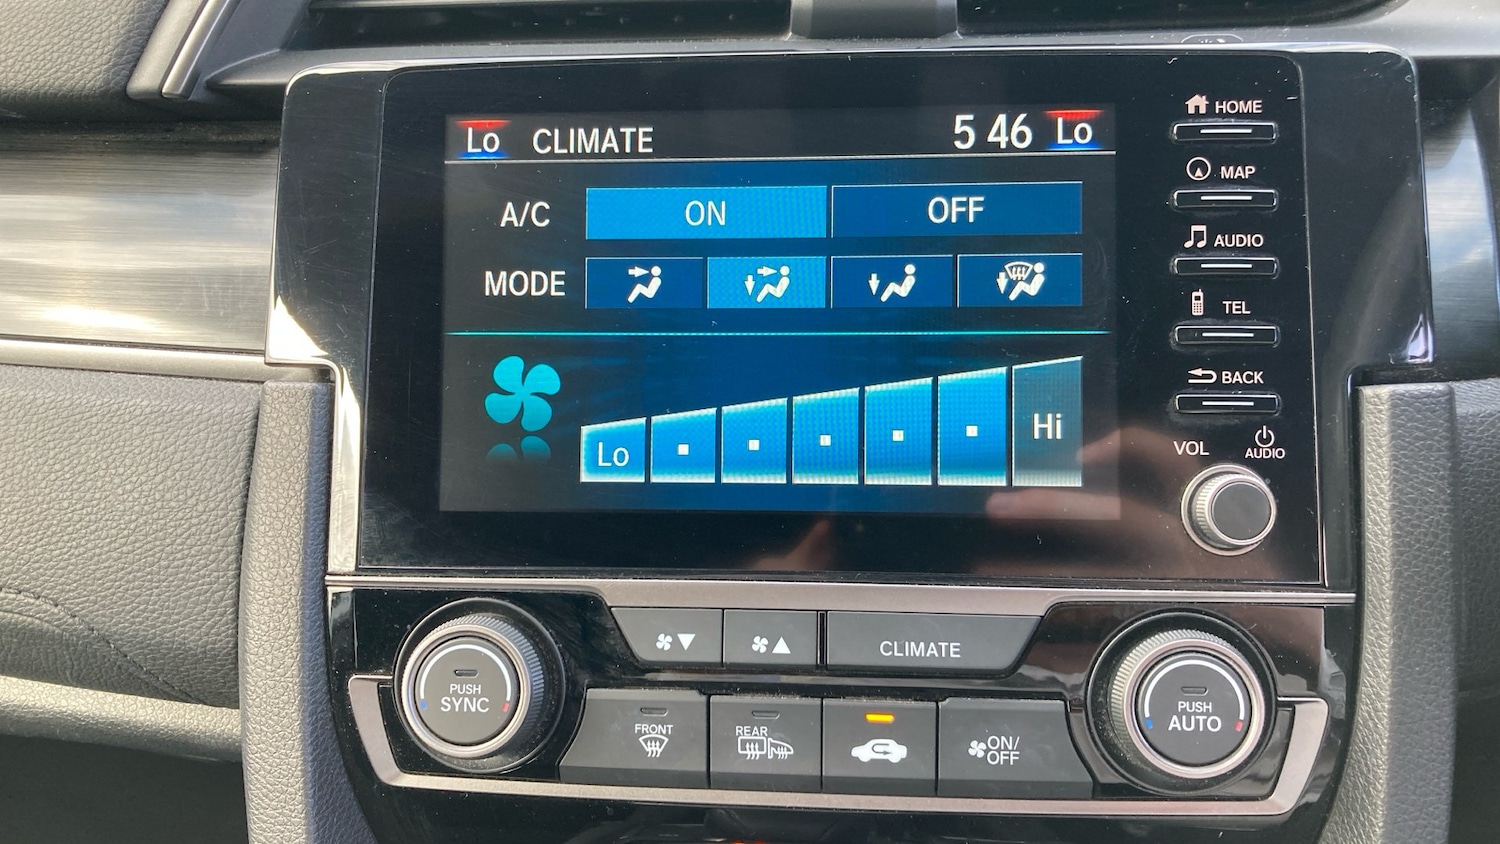 Lo CLIMATE 5 46 Lo
A/C ON OFF
MODE
Lo Hi
HOME
MAP
AUDIO
TEL
BACK
VOL AUDIO
CLIMATE
PUSH
SYNC
FRONT
REAR
ON/
OFF
PUSH
AUTO